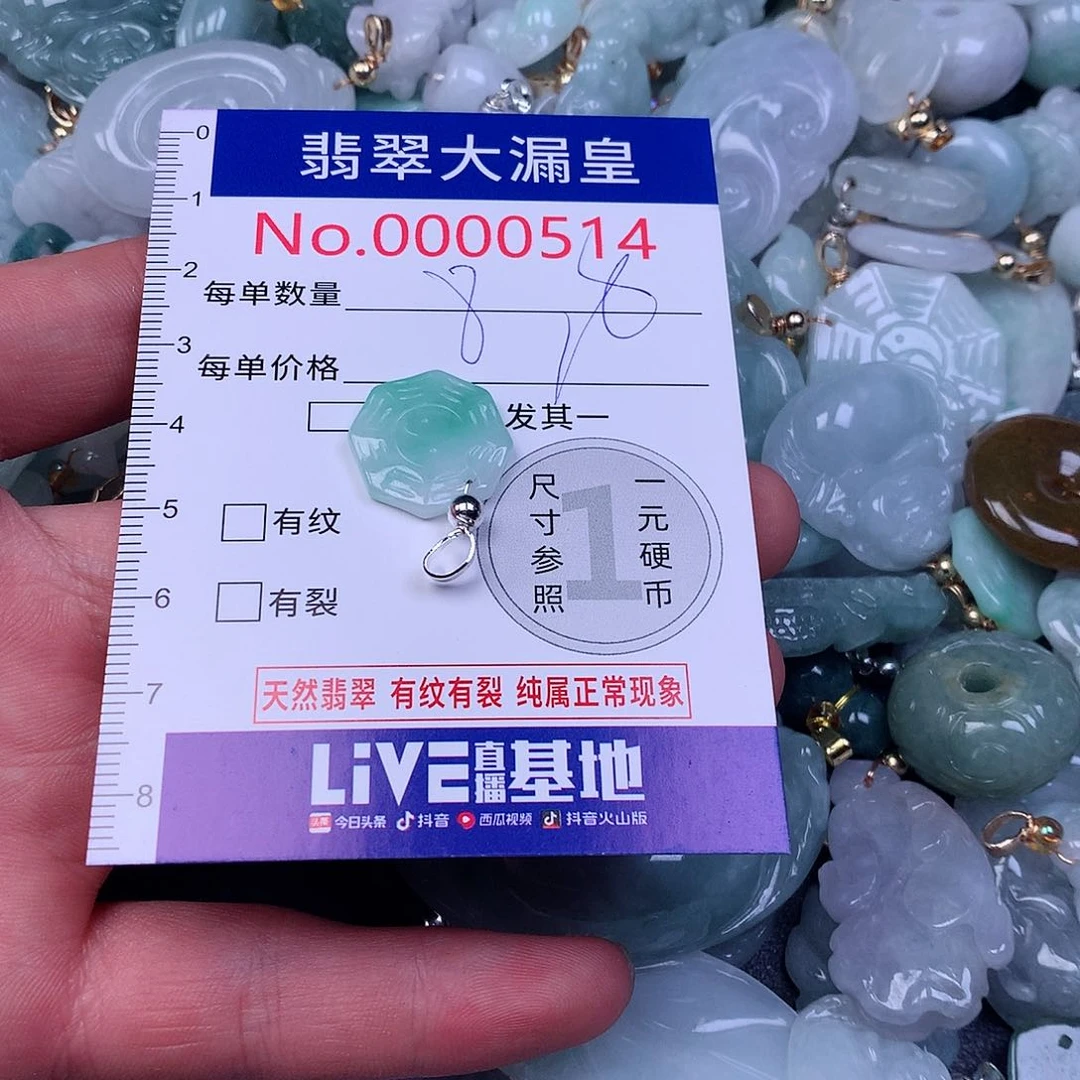 翡翠大漏皇
No.0000514
每单数量
每单价格
发其一
有纹
有裂
尺寸参照
1
一元硬币
天然翡翠 有纹有裂 纯属正常现象
LiVE直播基地
头条 今日头条 抖音 西瓜视频 抖音火山版
0
1
2
3
4
5
6
7
8